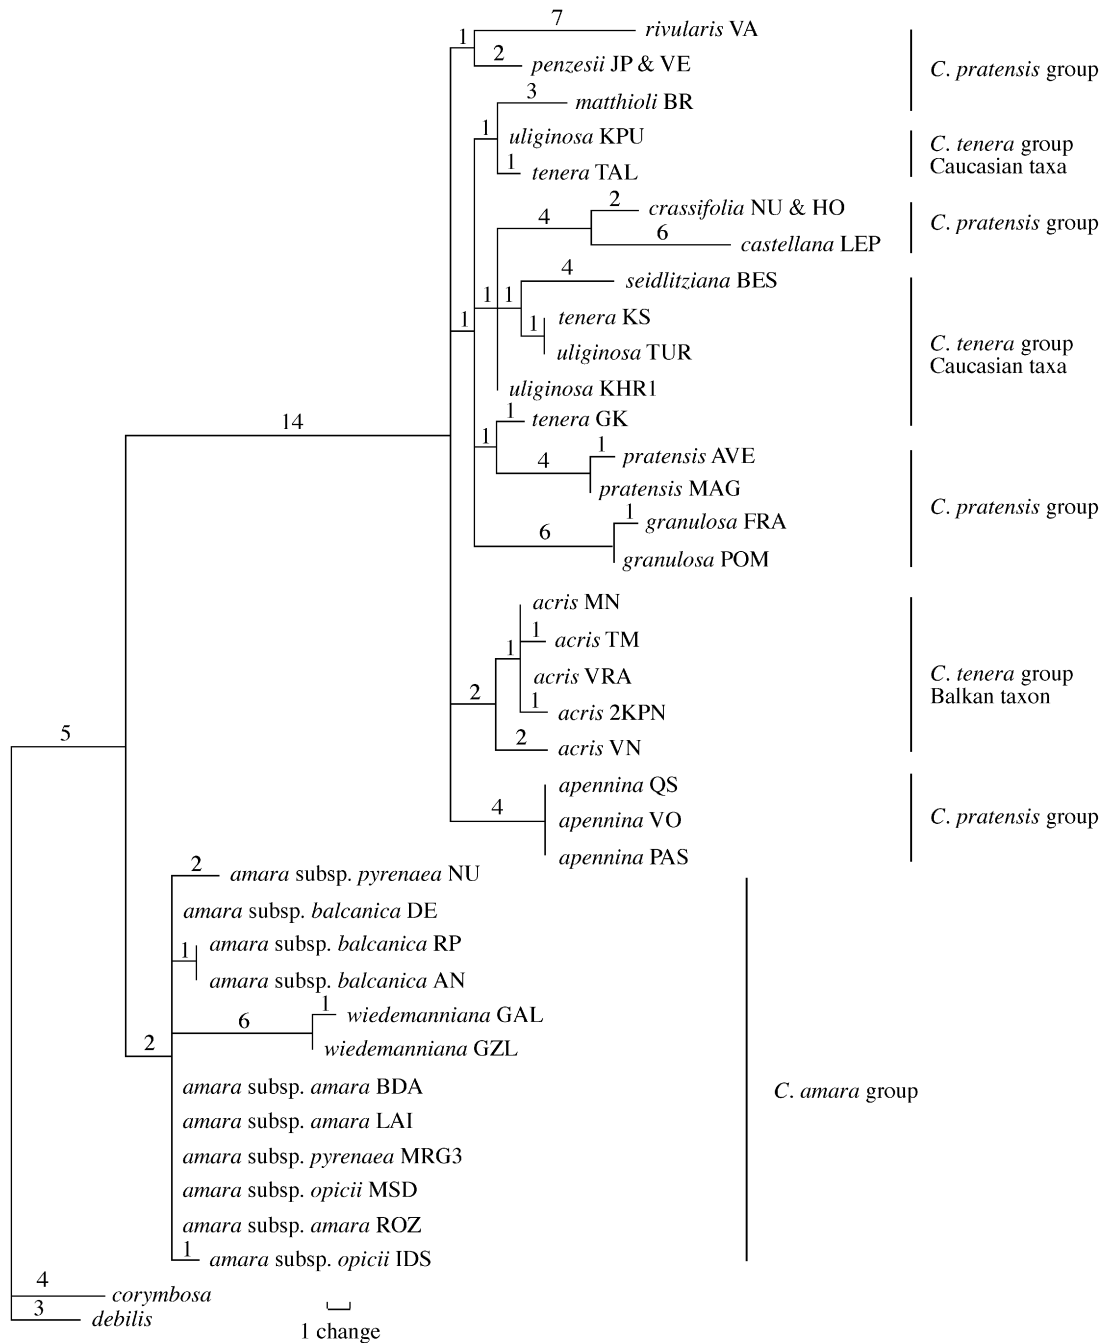 7
rivularis VA
1
2
penzesii JP & VE
C. pratensis group
3
matthioli BR
1
uliginosa KPU
C. tenera group
Caucasian taxa
1
tenera TAL
2
crassifolia NU & HO
4
C. pratensis group
6
castellana LEP
4
seidlitziana BES
1
1
1
1
tenera KS
uliginosa TUR
C. tenera group
Caucasian taxa
uliginosa KHR1
1
tenera GK
14
1
1
pratensis AVE
4
pratensis MAG
C. pratensis group
1
granulosa FRA
6
granulosa POM
acris MN
1
acris TM
1
acris VRA
C. tenera group
Balkan taxon
2
1
acris 2KPN
5
2
acris VN
apennina QS
4
apennina VO
C. pratensis group
apennina PAS
2
amara subsp. pyrenaea NU
amara subsp. balcanica DE
1
amara subsp. balcanica RP
amara subsp. balcanica AN
1
wiedemanniana GAL
6
2
wiedemanniana GZL
amara subsp. amara BDA
C. amara group
amara subsp. amara LAI
amara subsp. pyrenaea MRG3
amara subsp. opicii MSD
amara subsp. amara ROZ
1
amara subsp. opicii IDS
4
corymbosa
3
debilis
1 change